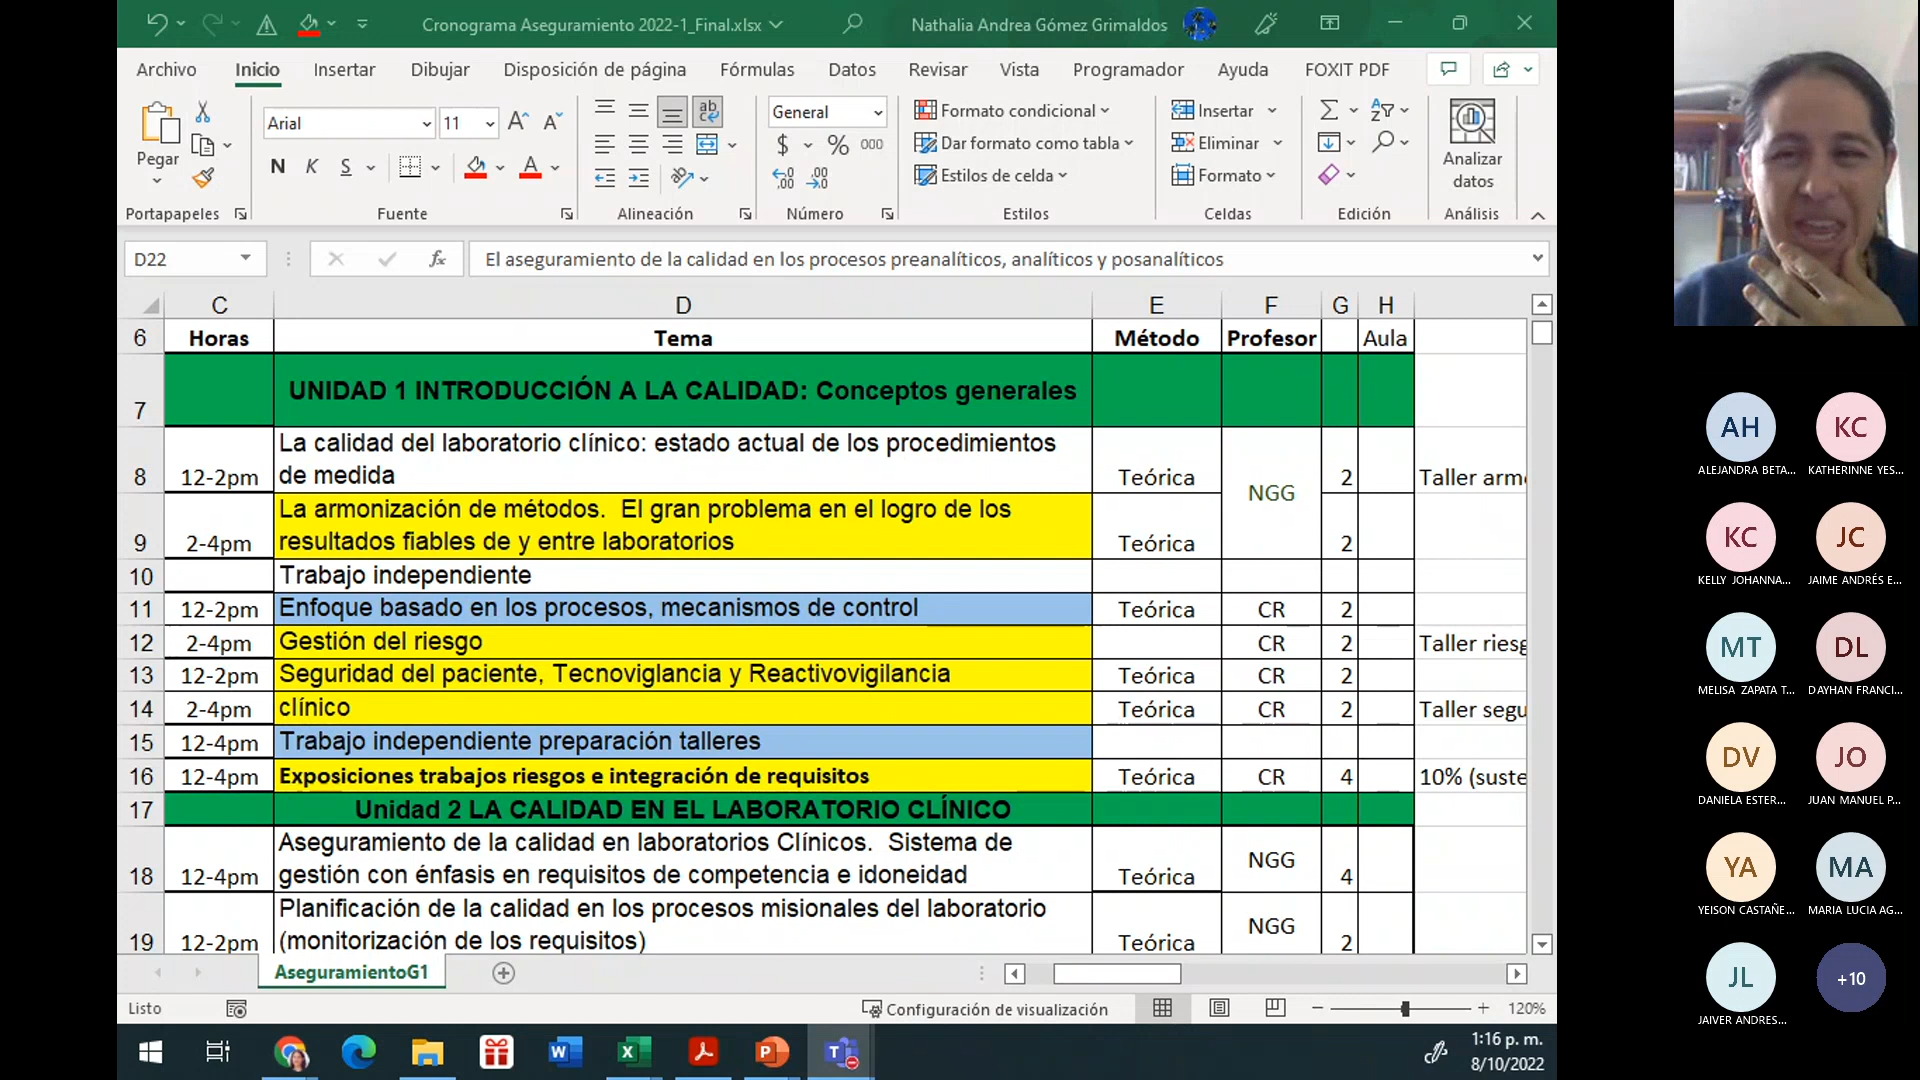 Cronograma Aseguramiento 2022-1_Final.xlsx
Nathalia Andrea Gómez Grimaldos
Archivo Inicio Insertar Dibujar Disposición de página Fórmulas Datos Revisar Vista Programador Ayuda FOXIT PDF
Pegar
Arial 11
N K S
General
$ % 000
Formato condicional
Dar formato como tabla
Estilos de celda
Insertar
Eliminar
Formato
Analizar datos
Portapapeles Fuente Alineación Número Estilos Celdas Edición Análisis
D22 fx El aseguramiento de la calidad en los procesos preanalíticos, analíticos y posanalíticos
C D E F G H
6 Horas Tema Método Profesor Aula
7 UNIDAD 1 INTRODUCCIÓN A LA CALIDAD: Conceptos generales
La calidad del laboratorio clínico: estado actual de los procedimientos
8 12-2pm de medida Teórica NGG 2 Taller arm
La armonización de métodos.  El gran problema en el logro de los
9 2-4pm resultados fiables de y entre laboratorios Teórica 2
10 Trabajo independiente
11 12-2pm Enfoque basado en los procesos, mecanismos de control Teórica CR 2
12 2-4pm Gestión del riesgo CR 2 Taller riesg
13 12-2pm Seguridad del paciente, Tecnoviglancia y Reactivovigilancia Teórica CR 2
14 2-4pm clínico Teórica CR 2 Taller segu
15 12-4pm Trabajo independiente preparación talleres
16 12-4pm Exposiciones trabajos riesgos e integración de requisitos Teórica CR 4 10% (suste
17 Unidad 2 LA CALIDAD EN EL LABORATORIO CLÍNICO
Aseguramiento de la calidad en laboratorios Clínicos.  Sistema de
18 12-4pm gestión con énfasis en requisitos de competencia e idoneidad Teórica NGG 4
Planificación de la calidad en los procesos misionales del laboratorio
19 12-2pm (monitorización de los requisitos) Teórica NGG 2
AseguramientoG1
Listo Configuración de visualización 120%
1:16 p. m.
8/10/2022
AH KC
ALEJANDRA BETA... KATHERINNE YES...
KC JC
KELLY JOHANNA... JAIME ANDRÉS E...
MT DL
MELISA ZAPATA T... DAYHAN FRANCI...
DV JO
DANIELA ESTER... JUAN MANUEL P...
YA MA
YEISON CASTAÑE... MARIA LUCIA AG...
JL +10
JAIVER ANDRES...